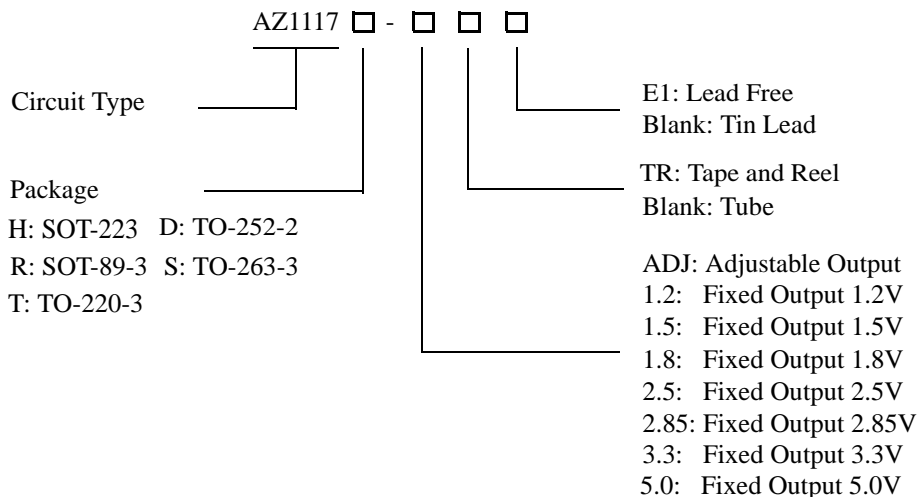 AZ1117 -
Circuit Type
Package
H: SOT-223 D: TO-252-2
R: SOT-89-3 S: TO-263-3
T: TO-220-3
E1: Lead Free
Blank: Tin Lead
TR: Tape and Reel
Blank: Tube
ADJ: Adjustable Output
1.2: Fixed Output 1.2V
1.5: Fixed Output 1.5V
1.8: Fixed Output 1.8V
2.5: Fixed Output 2.5V
2.85: Fixed Output 2.85V
3.3: Fixed Output 3.3V
5.0: Fixed Output 5.0V